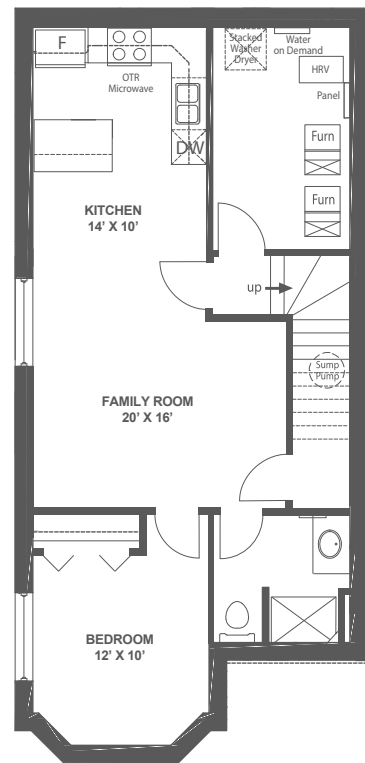 F
OTR
Microwave
DW
Stacked
Washer
Dryer
Water
on Demand
HRV
Panel
Furn
Furn
KITCHEN
14’ X 10’
up
Sump
Pump
FAMILY ROOM
20’ X 16’
BEDROOM
12’ X 10’